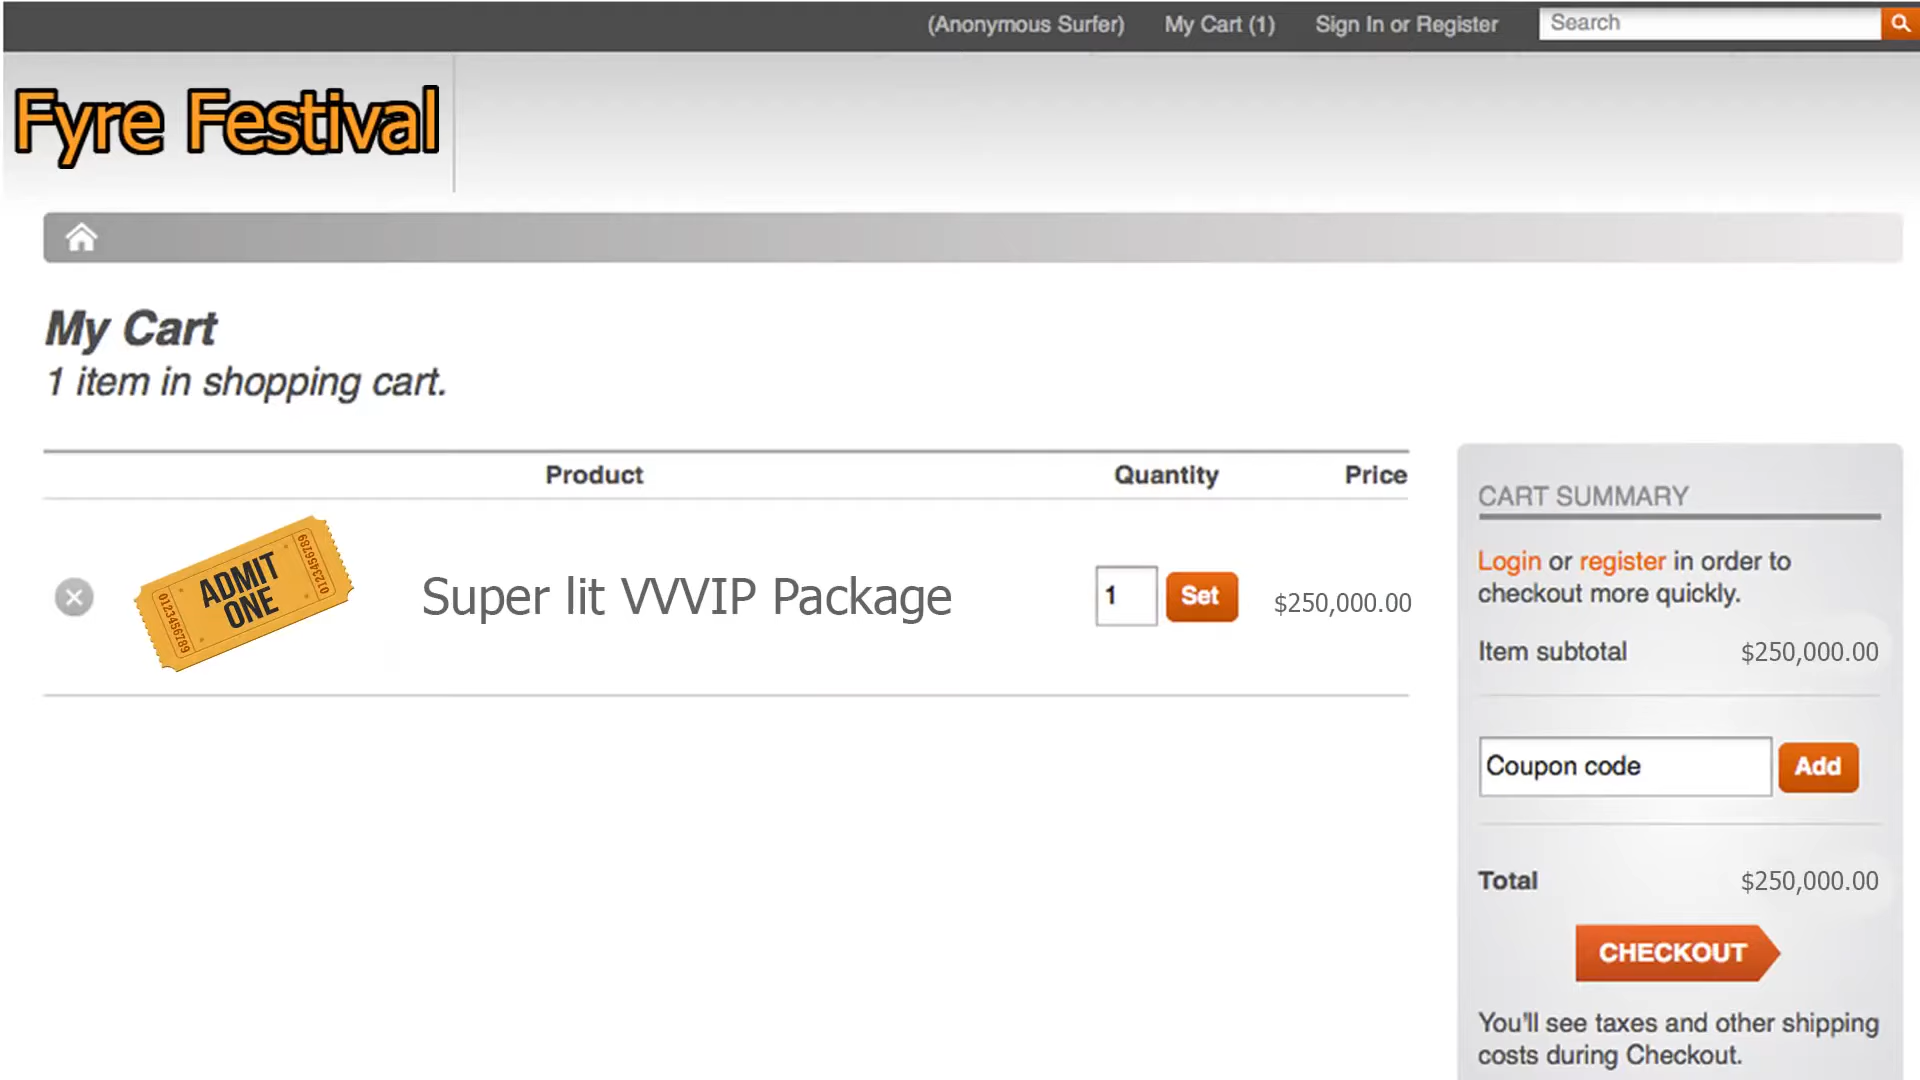 (Anonymous Surfer) My Cart (1) Sign In or Register Search
Fyre Festival
My Cart
1 item in shopping cart.
Product Quantity Price
0123456789 ADMIT ONE 0123456789
Super lit VVVIP Package 1 Set $250,000.00
CART SUMMARY
Login or register in order to
checkout more quickly.
Item subtotal $250,000.00
Coupon code Add
Total $250,000.00
CHECKOUT
You'll see taxes and other shipping
costs during Checkout.